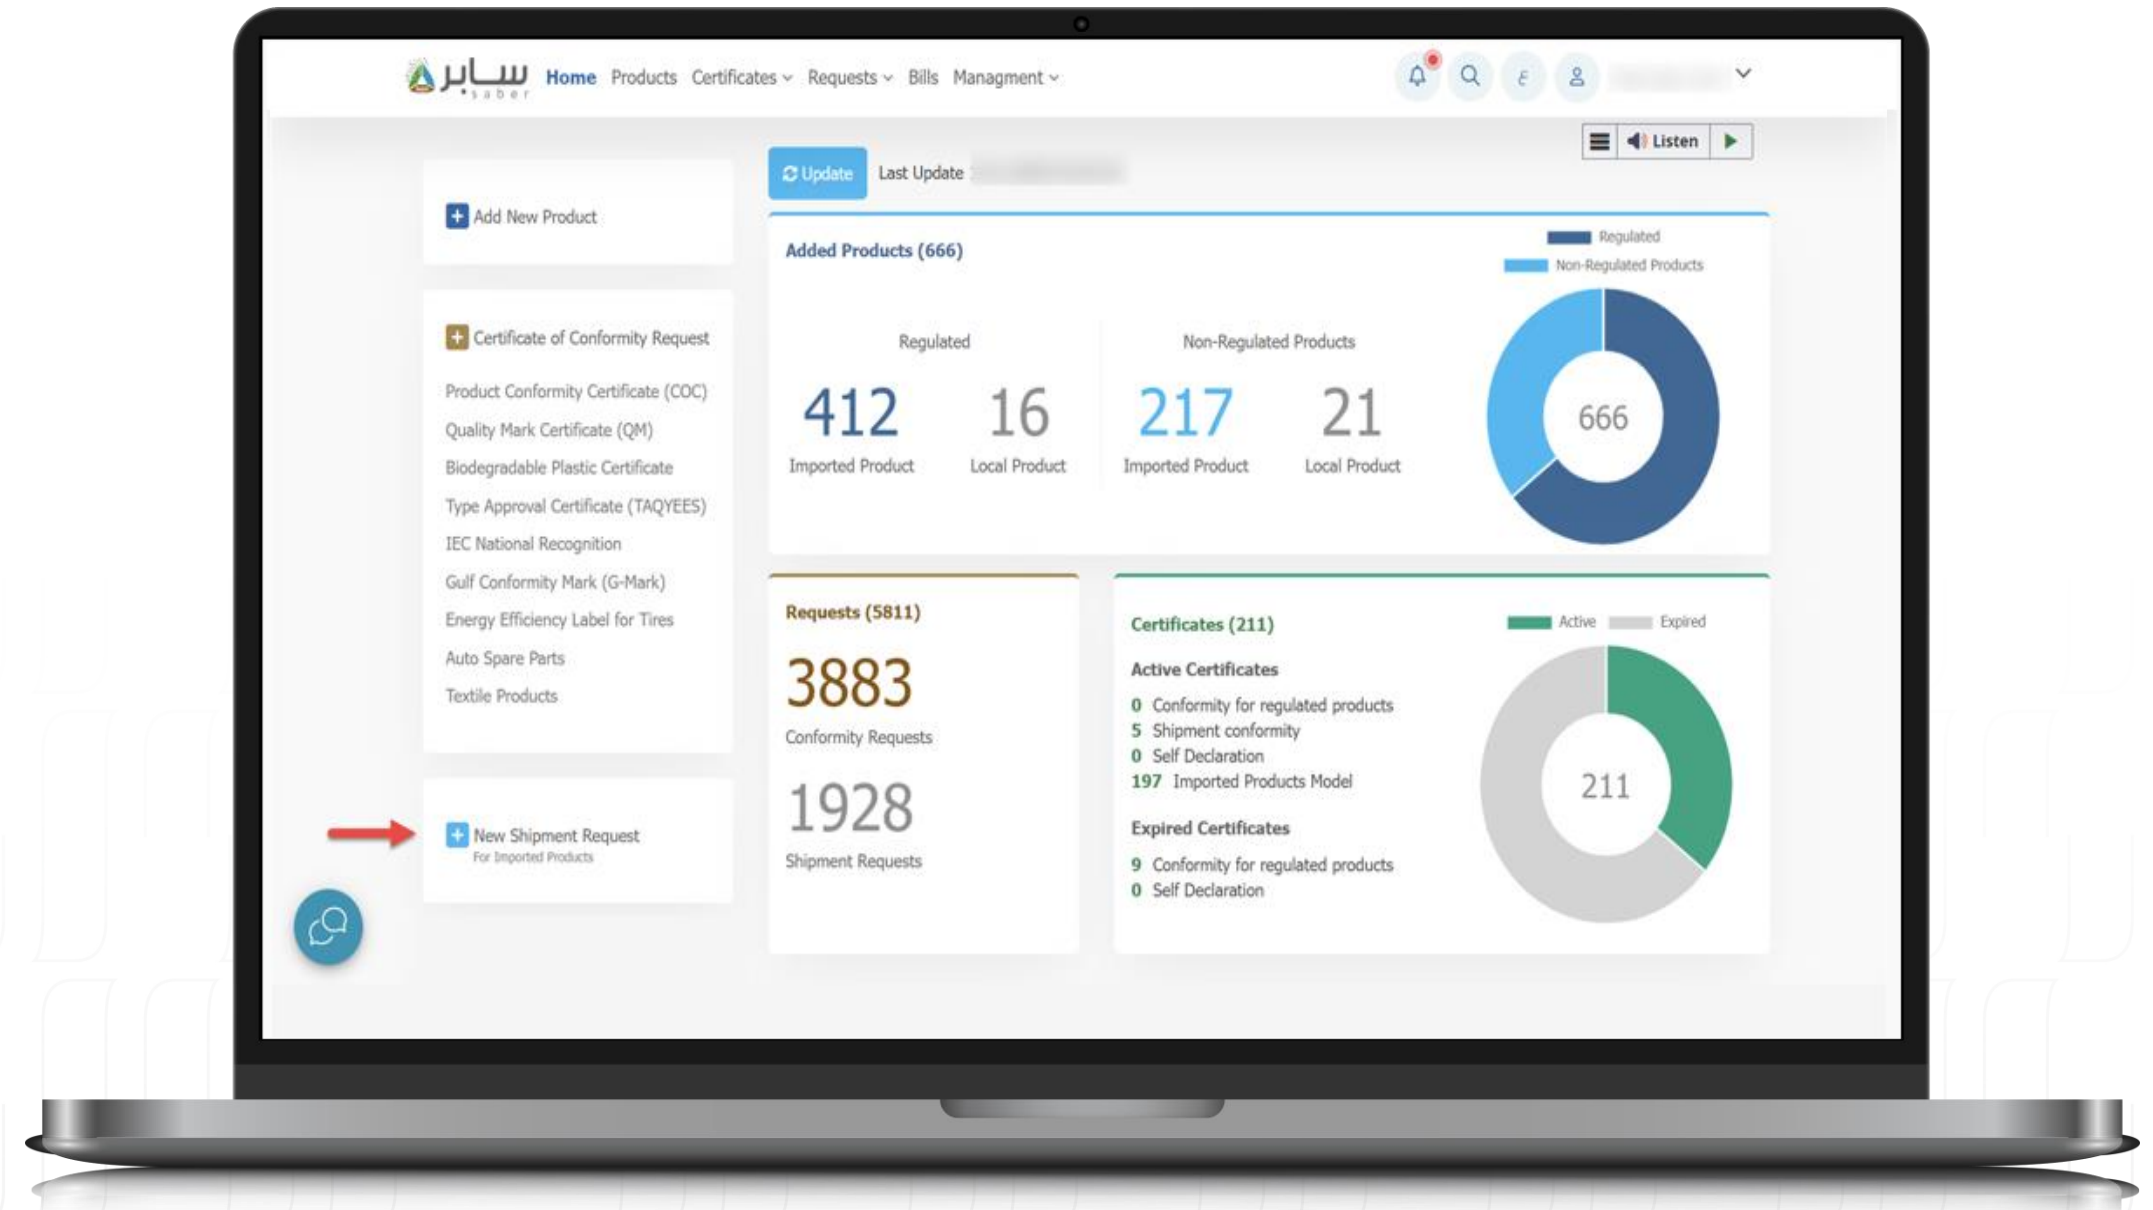 سابر
saber
Home Products Certificates Requests Bills Managment
ع
Listen
Update Last Update :
Add New Product
Certificate of Conformity Request
Product Conformity Certificate (COC)
Quality Mark Certificate (QM)
Biodegradable Plastic Certificate
Type Approval Certificate (TAQYEES)
IEC National Recognition
Gulf Conformity Mark (G-Mark)
Energy Efficiency Label for Tires
Auto Spare Parts
Textile Products
New Shipment Request
For Imported Products
Added Products (666)
Regulated
412 16
Imported Product Local Product
Non-Regulated Products
217 21
Imported Product Local Product
Regulated
Non-Regulated Products
666
Requests (5811)
3883
Conformity Requests
1928
Shipment Requests
Certificates (211)
Active Certificates
0 Conformity for regulated products
5 Shipment conformity
0 Self Declaration
197 Imported Products Model
Expired Certificates
9 Conformity for regulated products
0 Self Declaration
Active Expired
211